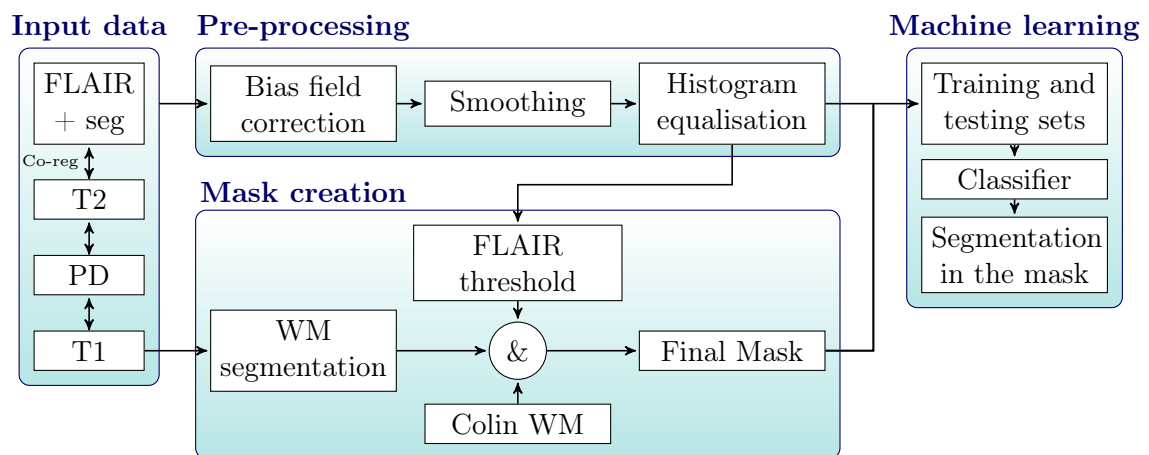 Input data
FLAIR
+ seg
Co-reg
T2
PD
T1
Pre-processing
Bias field
correction
Smoothing
Histogram
equalisation
Mask creation
FLAIR
threshold
WM
segmentation
&
Final Mask
Colin WM
Machine learning
Training and
testing sets
Classifier
Segmentation
in the mask